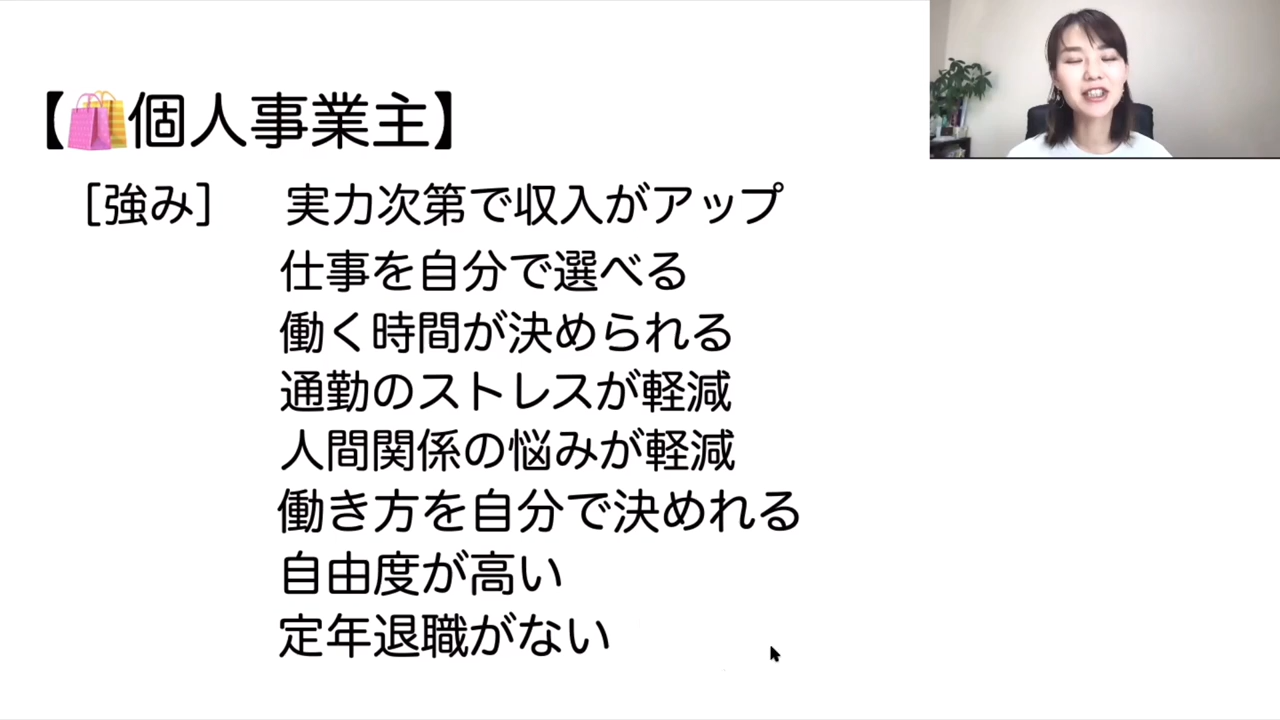 【🛍️個人事業主】
[強み] 実力次第で収入がアップ
仕事を自分で選べる
働く時間が決められる
通勤のストレスが軽減
人間関係の悩みが軽減
働き方を自分で決めれる
自由度が高い
定年退職がない